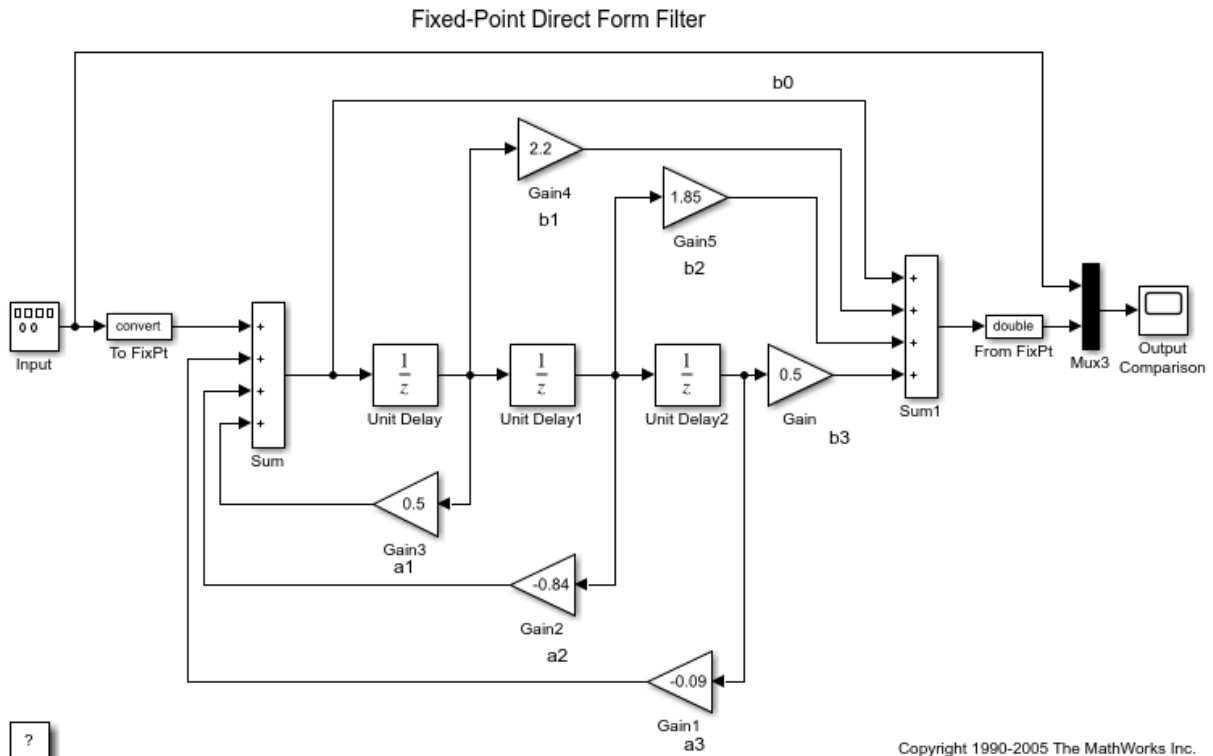 Fixed-Point Direct Form Filter
b0
2.2
Gain4
b1
1.85
Gain5
b2
Input
convert
To FixPt
+
+
+
+
Sum
1
z
Unit Delay
1
z
Unit Delay1
1
z
Unit Delay2
0.5
Gain
b3
+
+
+
+
Sum1
double
From FixPt
Mux3
Output
Comparison
0.5
Gain3
a1
-0.84
Gain2
a2
-0.09
Gain1
a3
?
Copyright 1990-2005 The MathWorks Inc.